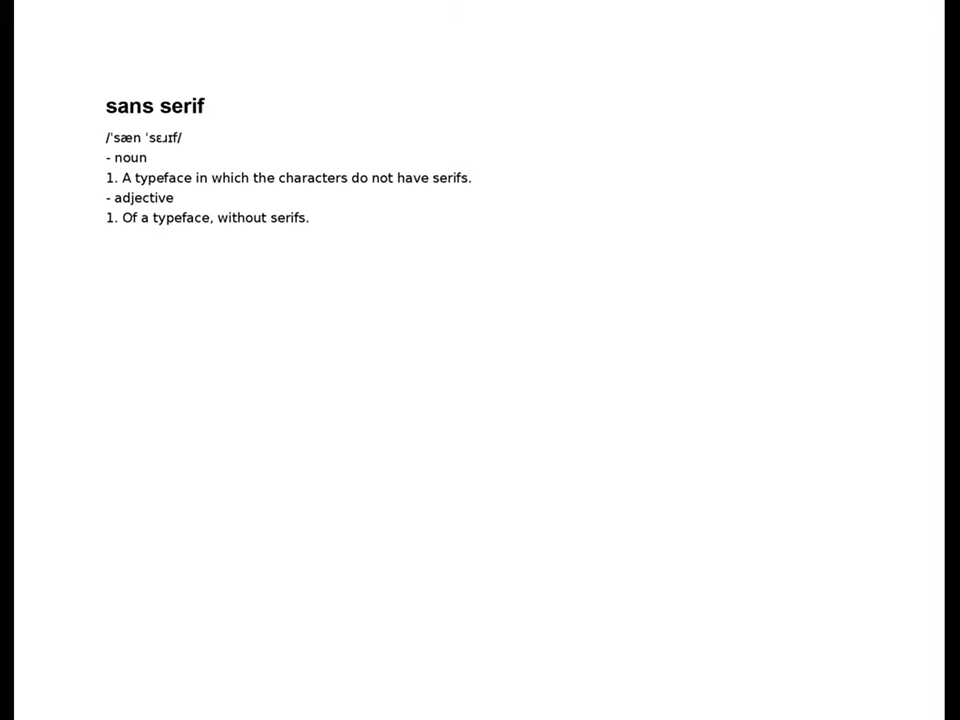 sans serif
/ˈsæn ˈsɛɹɪf/
- noun
1. A typeface in which the characters do not have serifs.
- adjective
1. Of a typeface, without serifs.